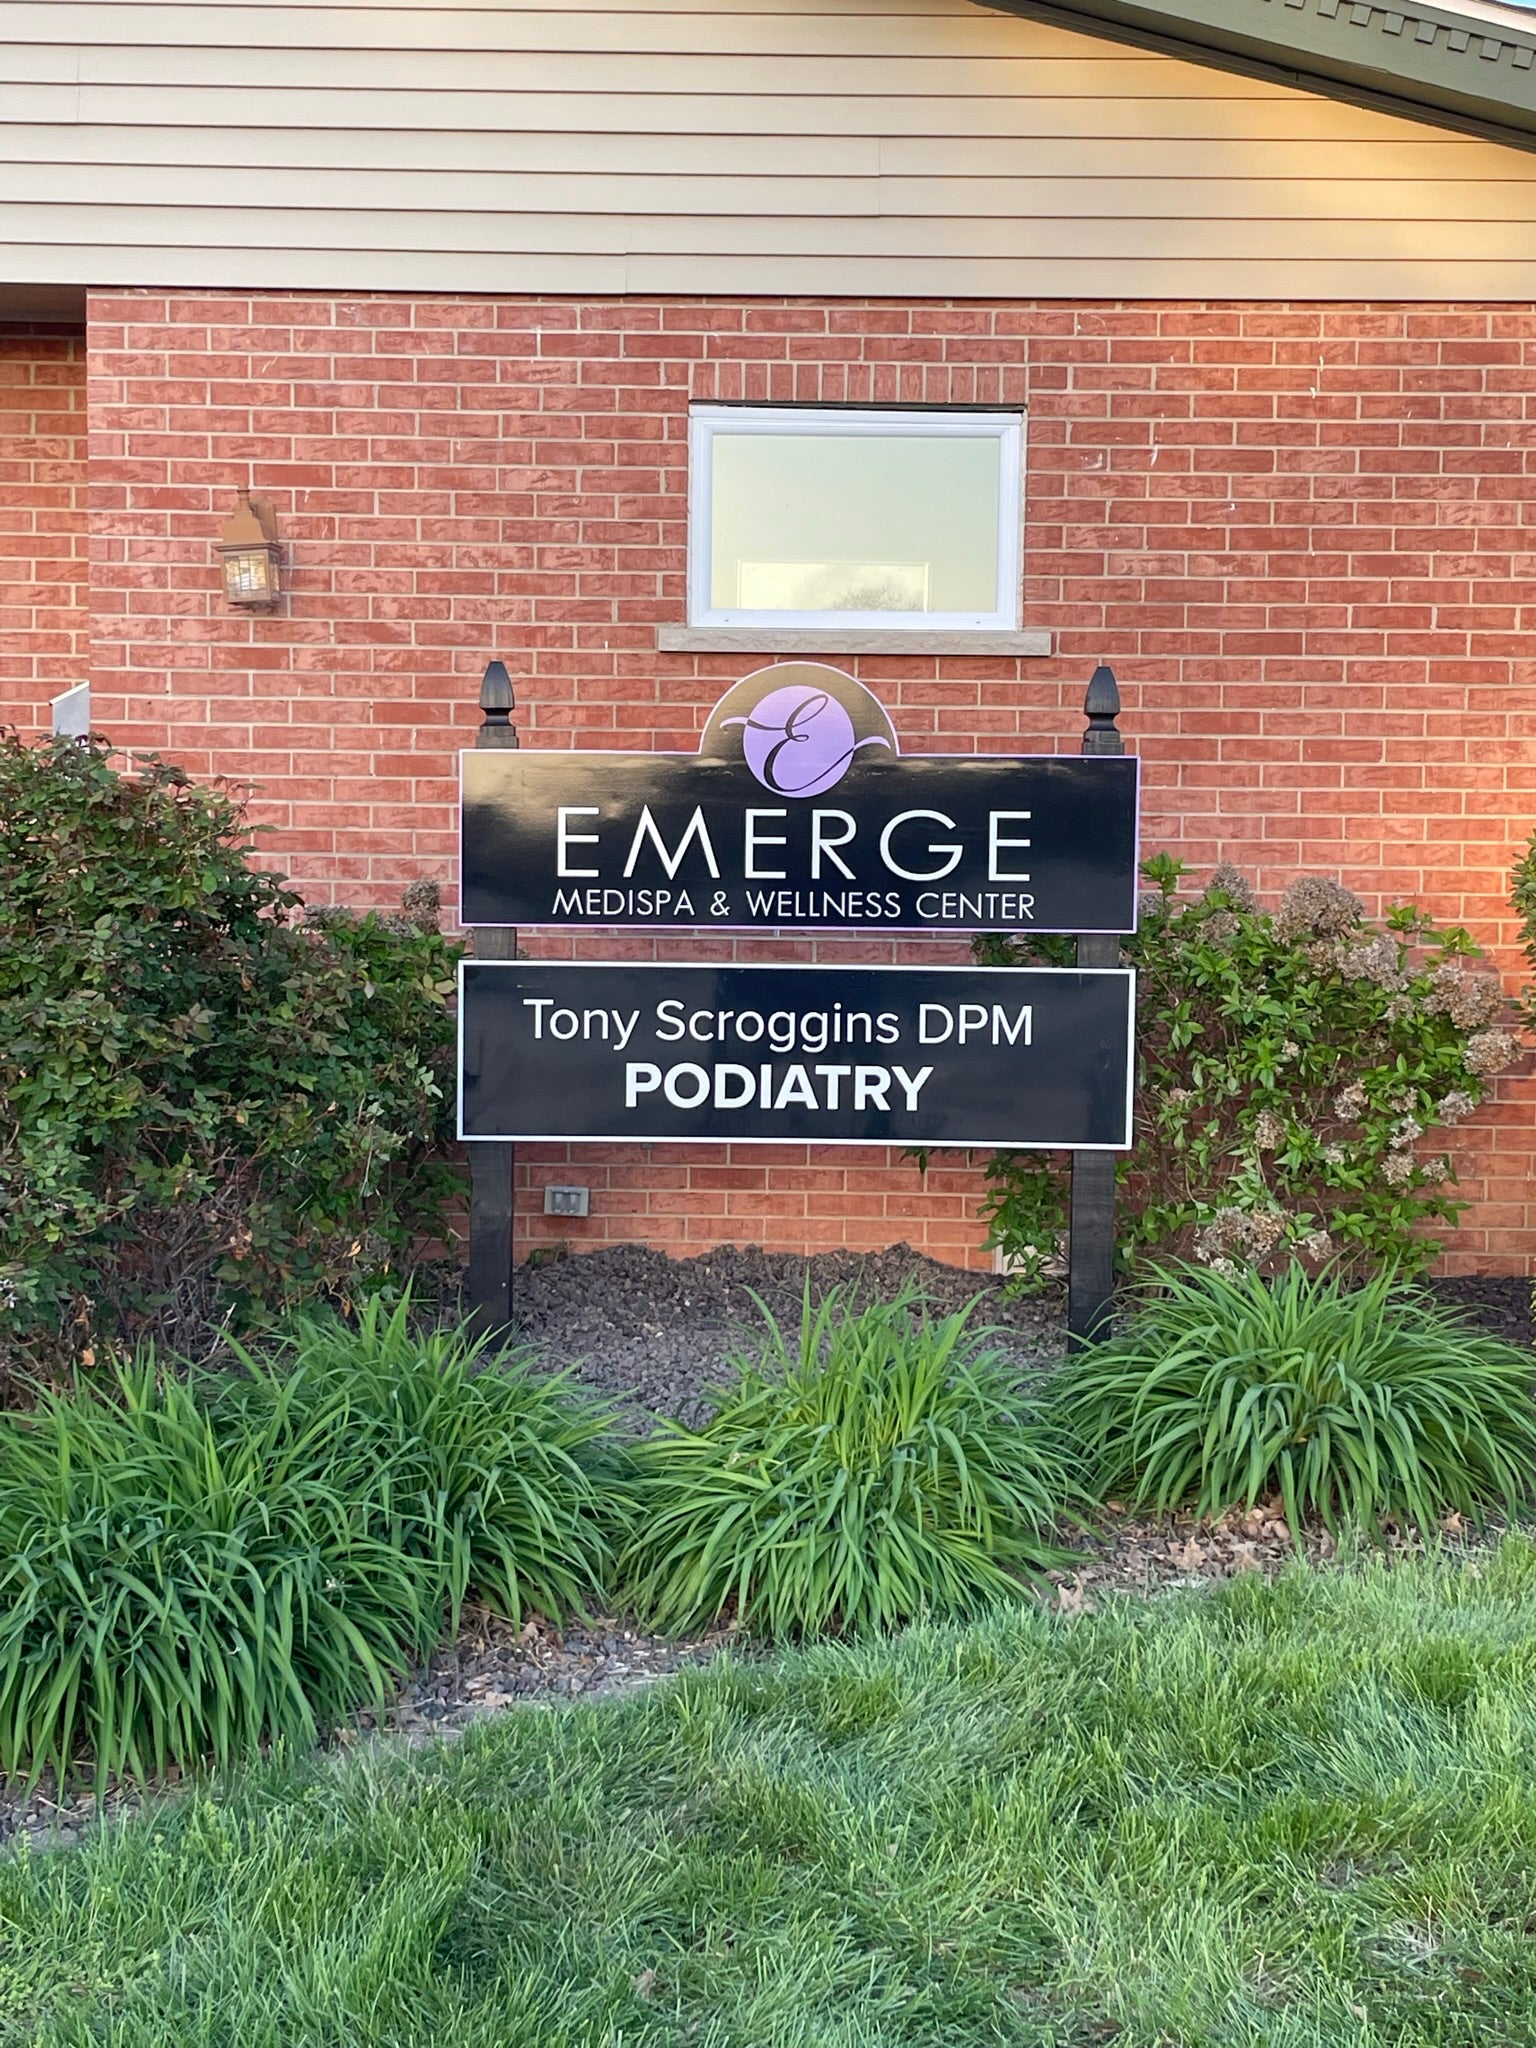 E
EMERGE
MEDISPA & WELLNESS CENTER
Tony Scroggins DPM
PODIATRY